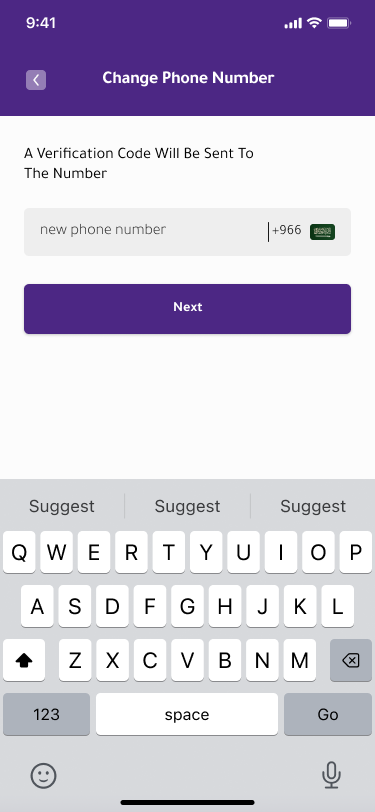 9:41
Change Phone Number
A Verification Code Will Be Sent To
The Number
new phone number +966
Next
Suggest Suggest Suggest
Q W E R T Y U I O P
A S D F G H J K L
Z X C V B N M
123 space Go